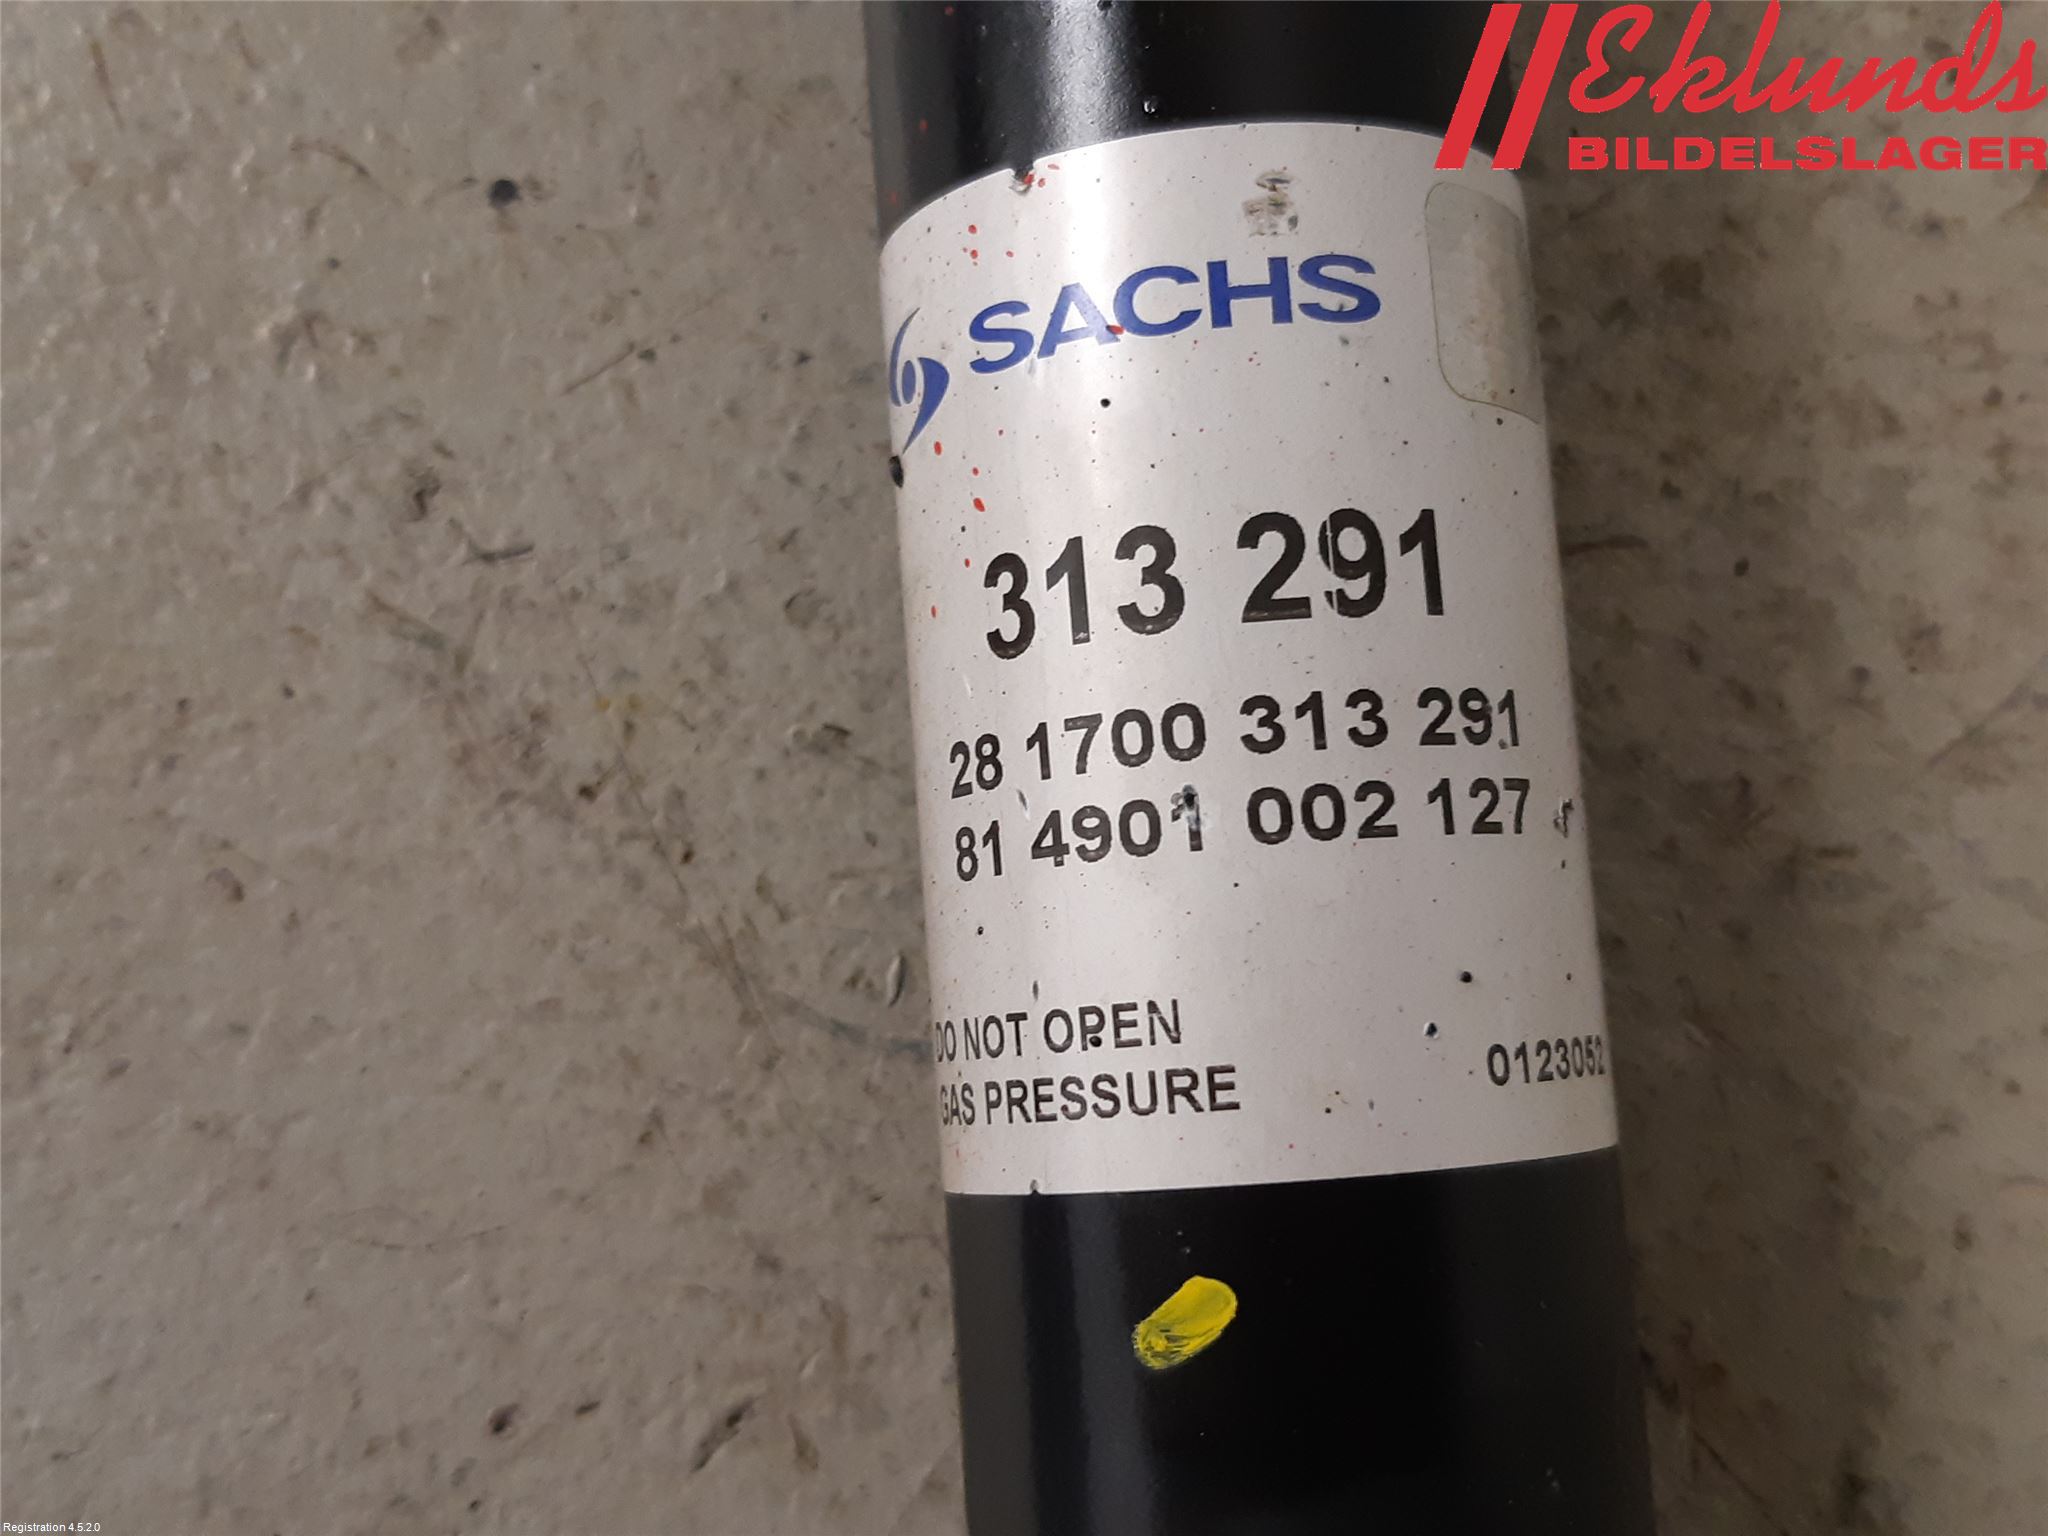 Eklunds
BILDELSLAGER
SACHS
313 291
28 1700 313 291
81 4901 002 127
DO NOT OPEN
GAS PRESSURE
0123052
Registration 4.5.2.0